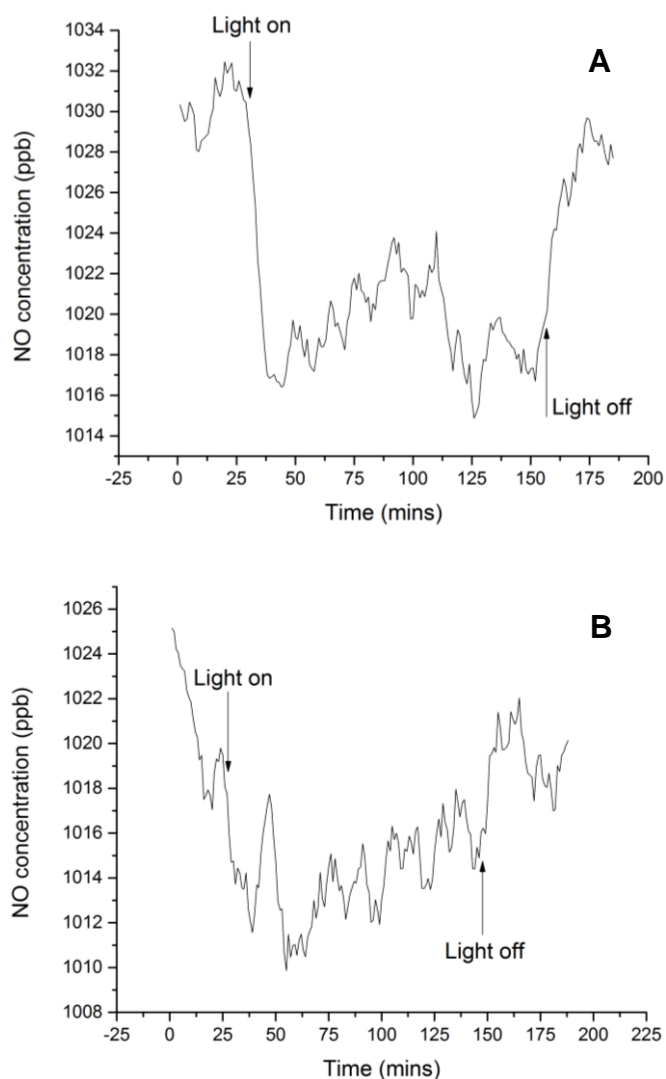 Light on
A
1034
1032
1030
1028
1026
1024
1022
1020
1018
1016
1014
NO concentration (ppb)
Light off
-25 0 25 50 75 100 125 150 175 200
Time (mins)
B
1026
1024
Light on
1022
1020
1018
1016
1014
1012
1010
1008
NO concentration (ppb)
Light off
-25 0 25 50 75 100 125 150 175 200 225
Time (mins)